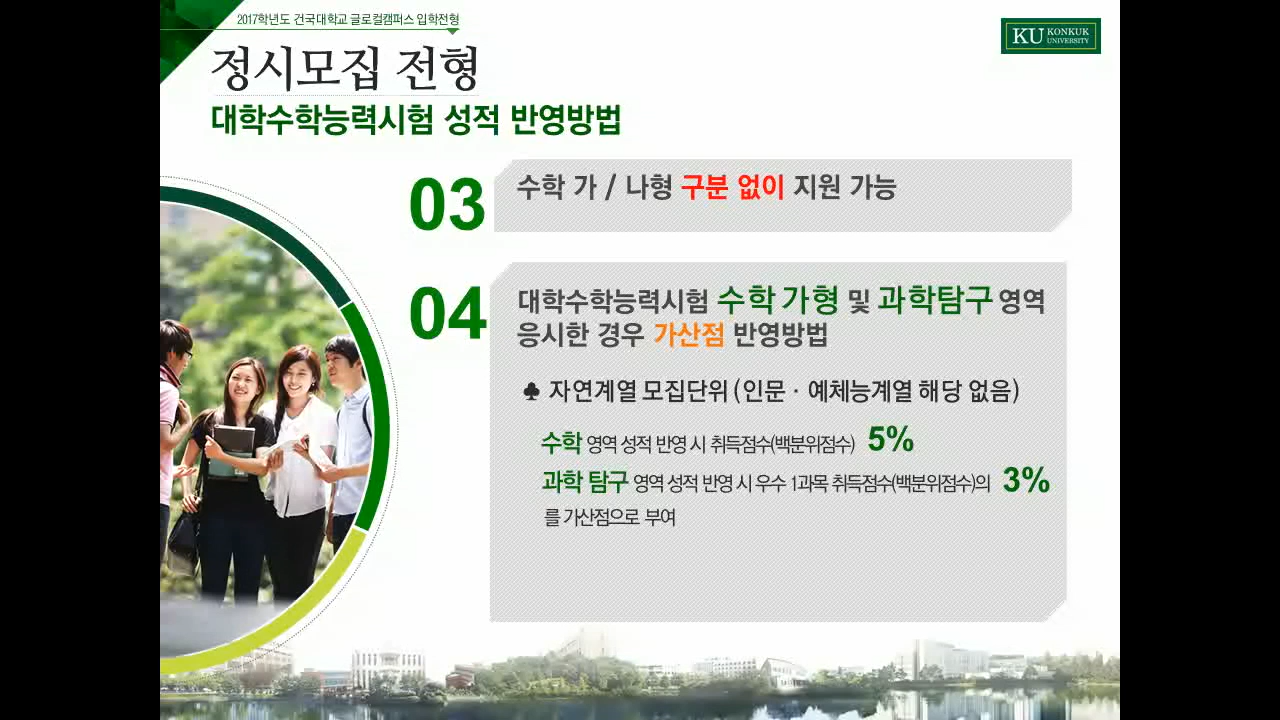 2017학년도 건국대학교 글로컬캠퍼스 입학전형
KU KONKUK UNIVERSITY
정시모집 전형
대학수학능력시험 성적 반영방법
03
수학 가 / 나형 구분 없이 지원 가능
04
대학수학능력시험 수학 가형 및 과학탐구 영역
응시한 경우 가산점 반영방법
♣ 자연계열 모집단위 (인문 · 예체능계열 해당 없음)
수학 영역 성적 반영 시 취득점수(백분위점수) 5%
과학 탐구 영역 성적 반영 시 우수 1과목 취득점수(백분위점수)의 3%
를 가산점으로 부여